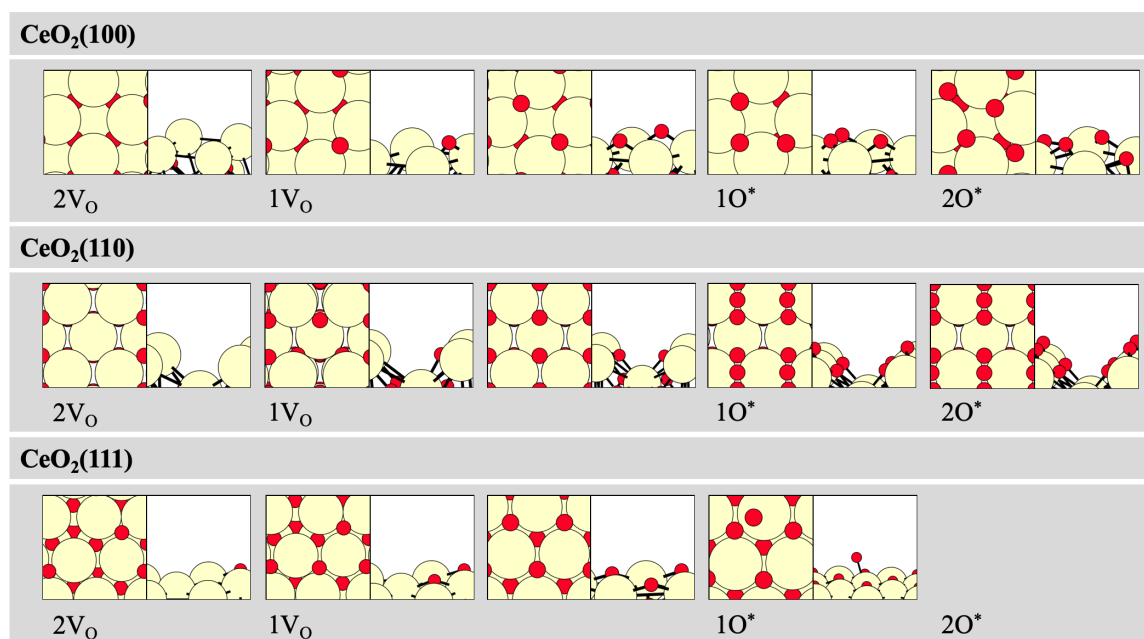 CeO₂(100)
2Vₒ 1Vₒ 1O* 2O*
CeO₂(110)
2Vₒ 1Vₒ 1O* 2O*
CeO₂(111)
2Vₒ 1Vₒ 1O* 2O*